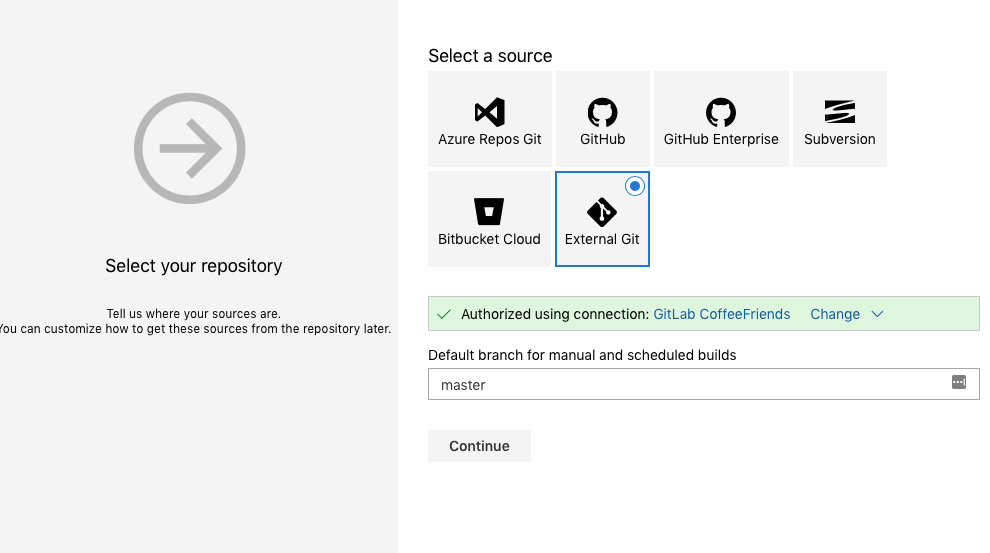 Select a source
Azure Repos Git
GitHub
GitHub Enterprise
Subversion
Bitbucket Cloud
External Git
Select your repository
Tell us where your sources are.
You can customize how to get these sources from the repository later.
Authorized using connection: GitLab CoffeeFriends Change
Default branch for manual and scheduled builds
master
Continue